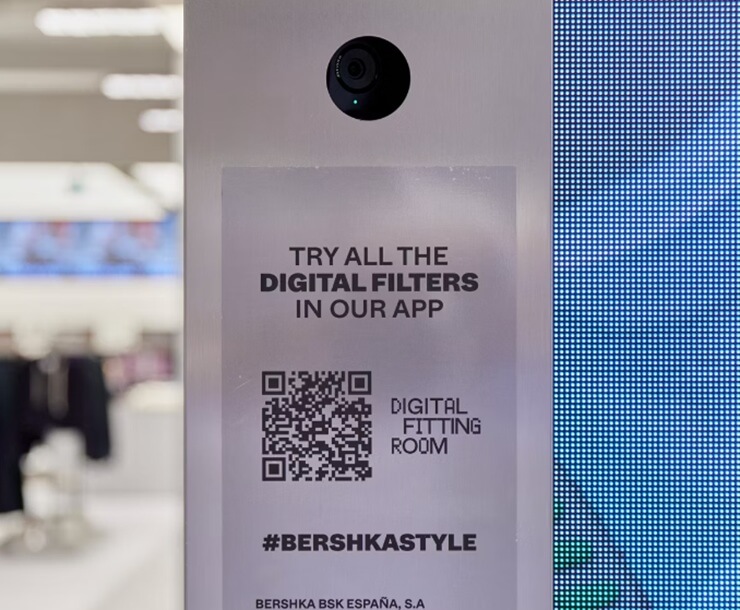 TRY ALL THE
DIGITAL FILTERS
IN OUR APP
DIGITAL
FITTING
ROOM
#BERSHKASTYLE
BERSHKA BSK ESPAÑA, S.A